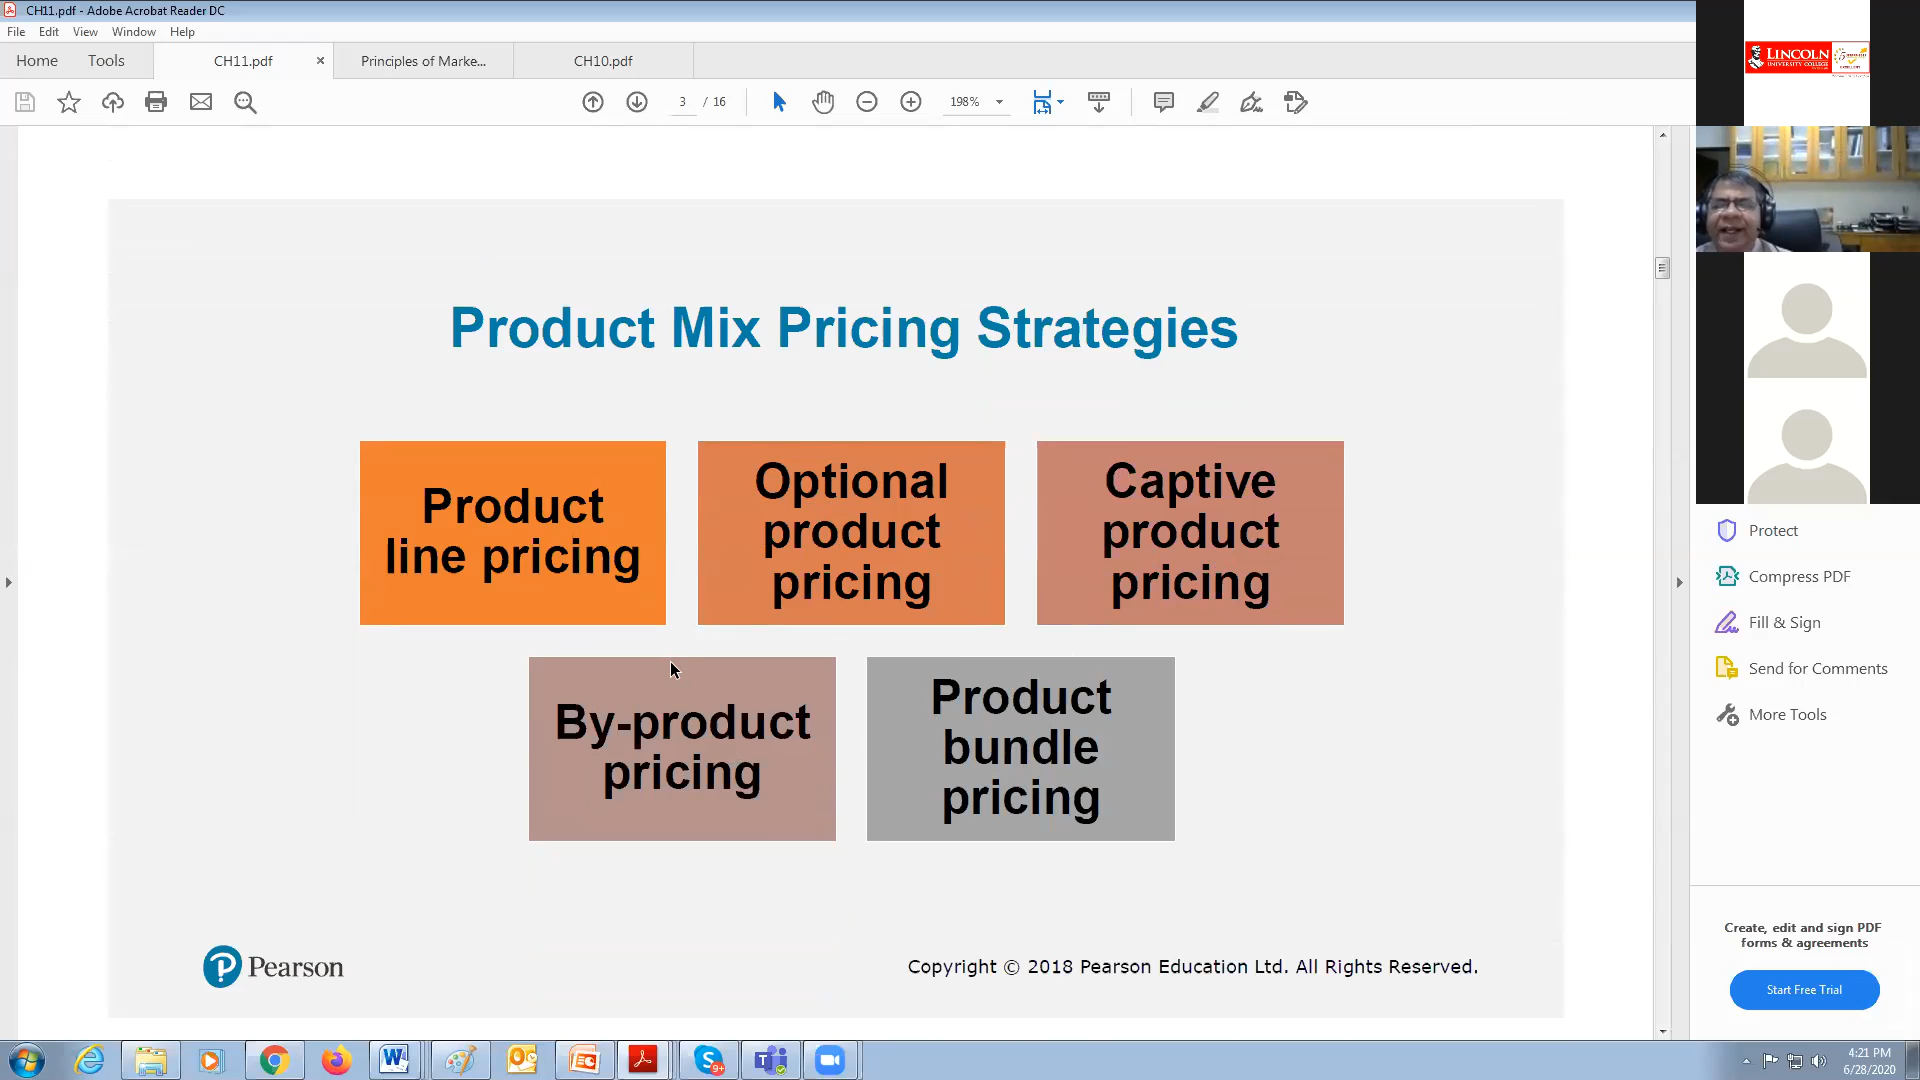 CH11.pdf - Adobe Acrobat Reader DC
File Edit View Window Help
Home Tools CH11.pdf × Principles of Marke... CH10.pdf
3 / 16 198%
LINCOLN
UNIVERSITY COLLEGE
Product Mix Pricing Strategies
Product
line pricing
Optional
product
pricing
Captive
product
pricing
By-product
pricing
Product
bundle
pricing
Pearson
Copyright © 2018 Pearson Education Ltd. All Rights Reserved.
Protect
Compress PDF
Fill & Sign
Send for Comments
More Tools
Create, edit and sign PDF
forms & agreements
Start Free Trial
9+
4:21 PM
6/28/2020